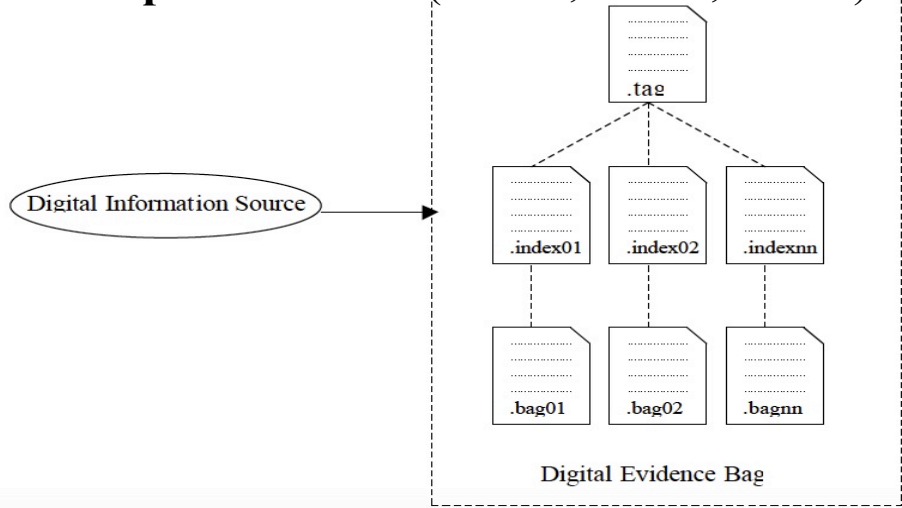 .tag
Digital Information Source
.index01 .index02 .indexnn
.bag01 .bag02 .bagnn
Digital Evidence Bag